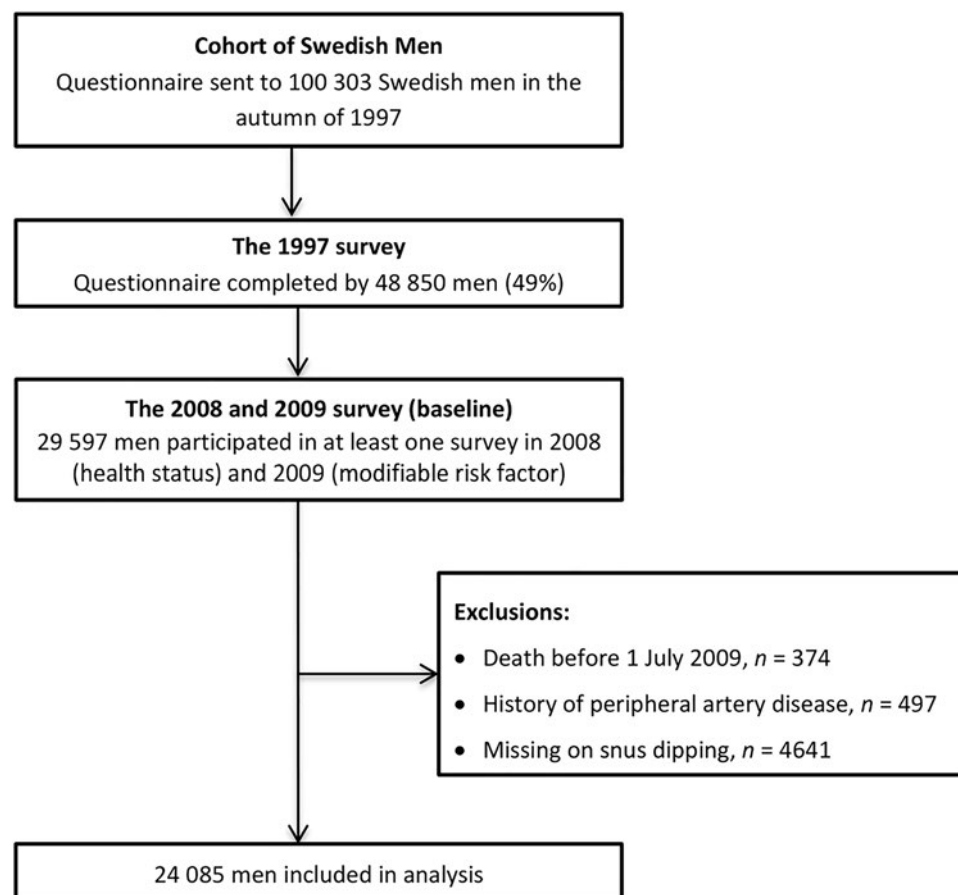 Cohort of Swedish Men
Questionnaire sent to 100 303 Swedish men in the
autumn of 1997
The 1997 survey
Questionnaire completed by 48 850 men (49%)
The 2008 and 2009 survey (baseline)
29 597 men participated in at least one survey in 2008
(health status) and 2009 (modifiable risk factor)
Exclusions:
• Death before 1 July 2009, n = 374
• History of peripheral artery disease, n = 497
• Missing on snus dipping, n = 4641
24 085 men included in analysis